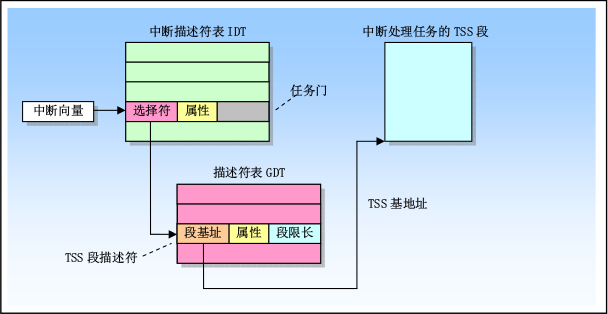 中断描述符表 IDT
中断处理任务的 TSS 段
任务门
中断向量
选择符
属性
描述符表 GDT
TSS 基地址
段基址
属性
段限长
TSS 段描述符